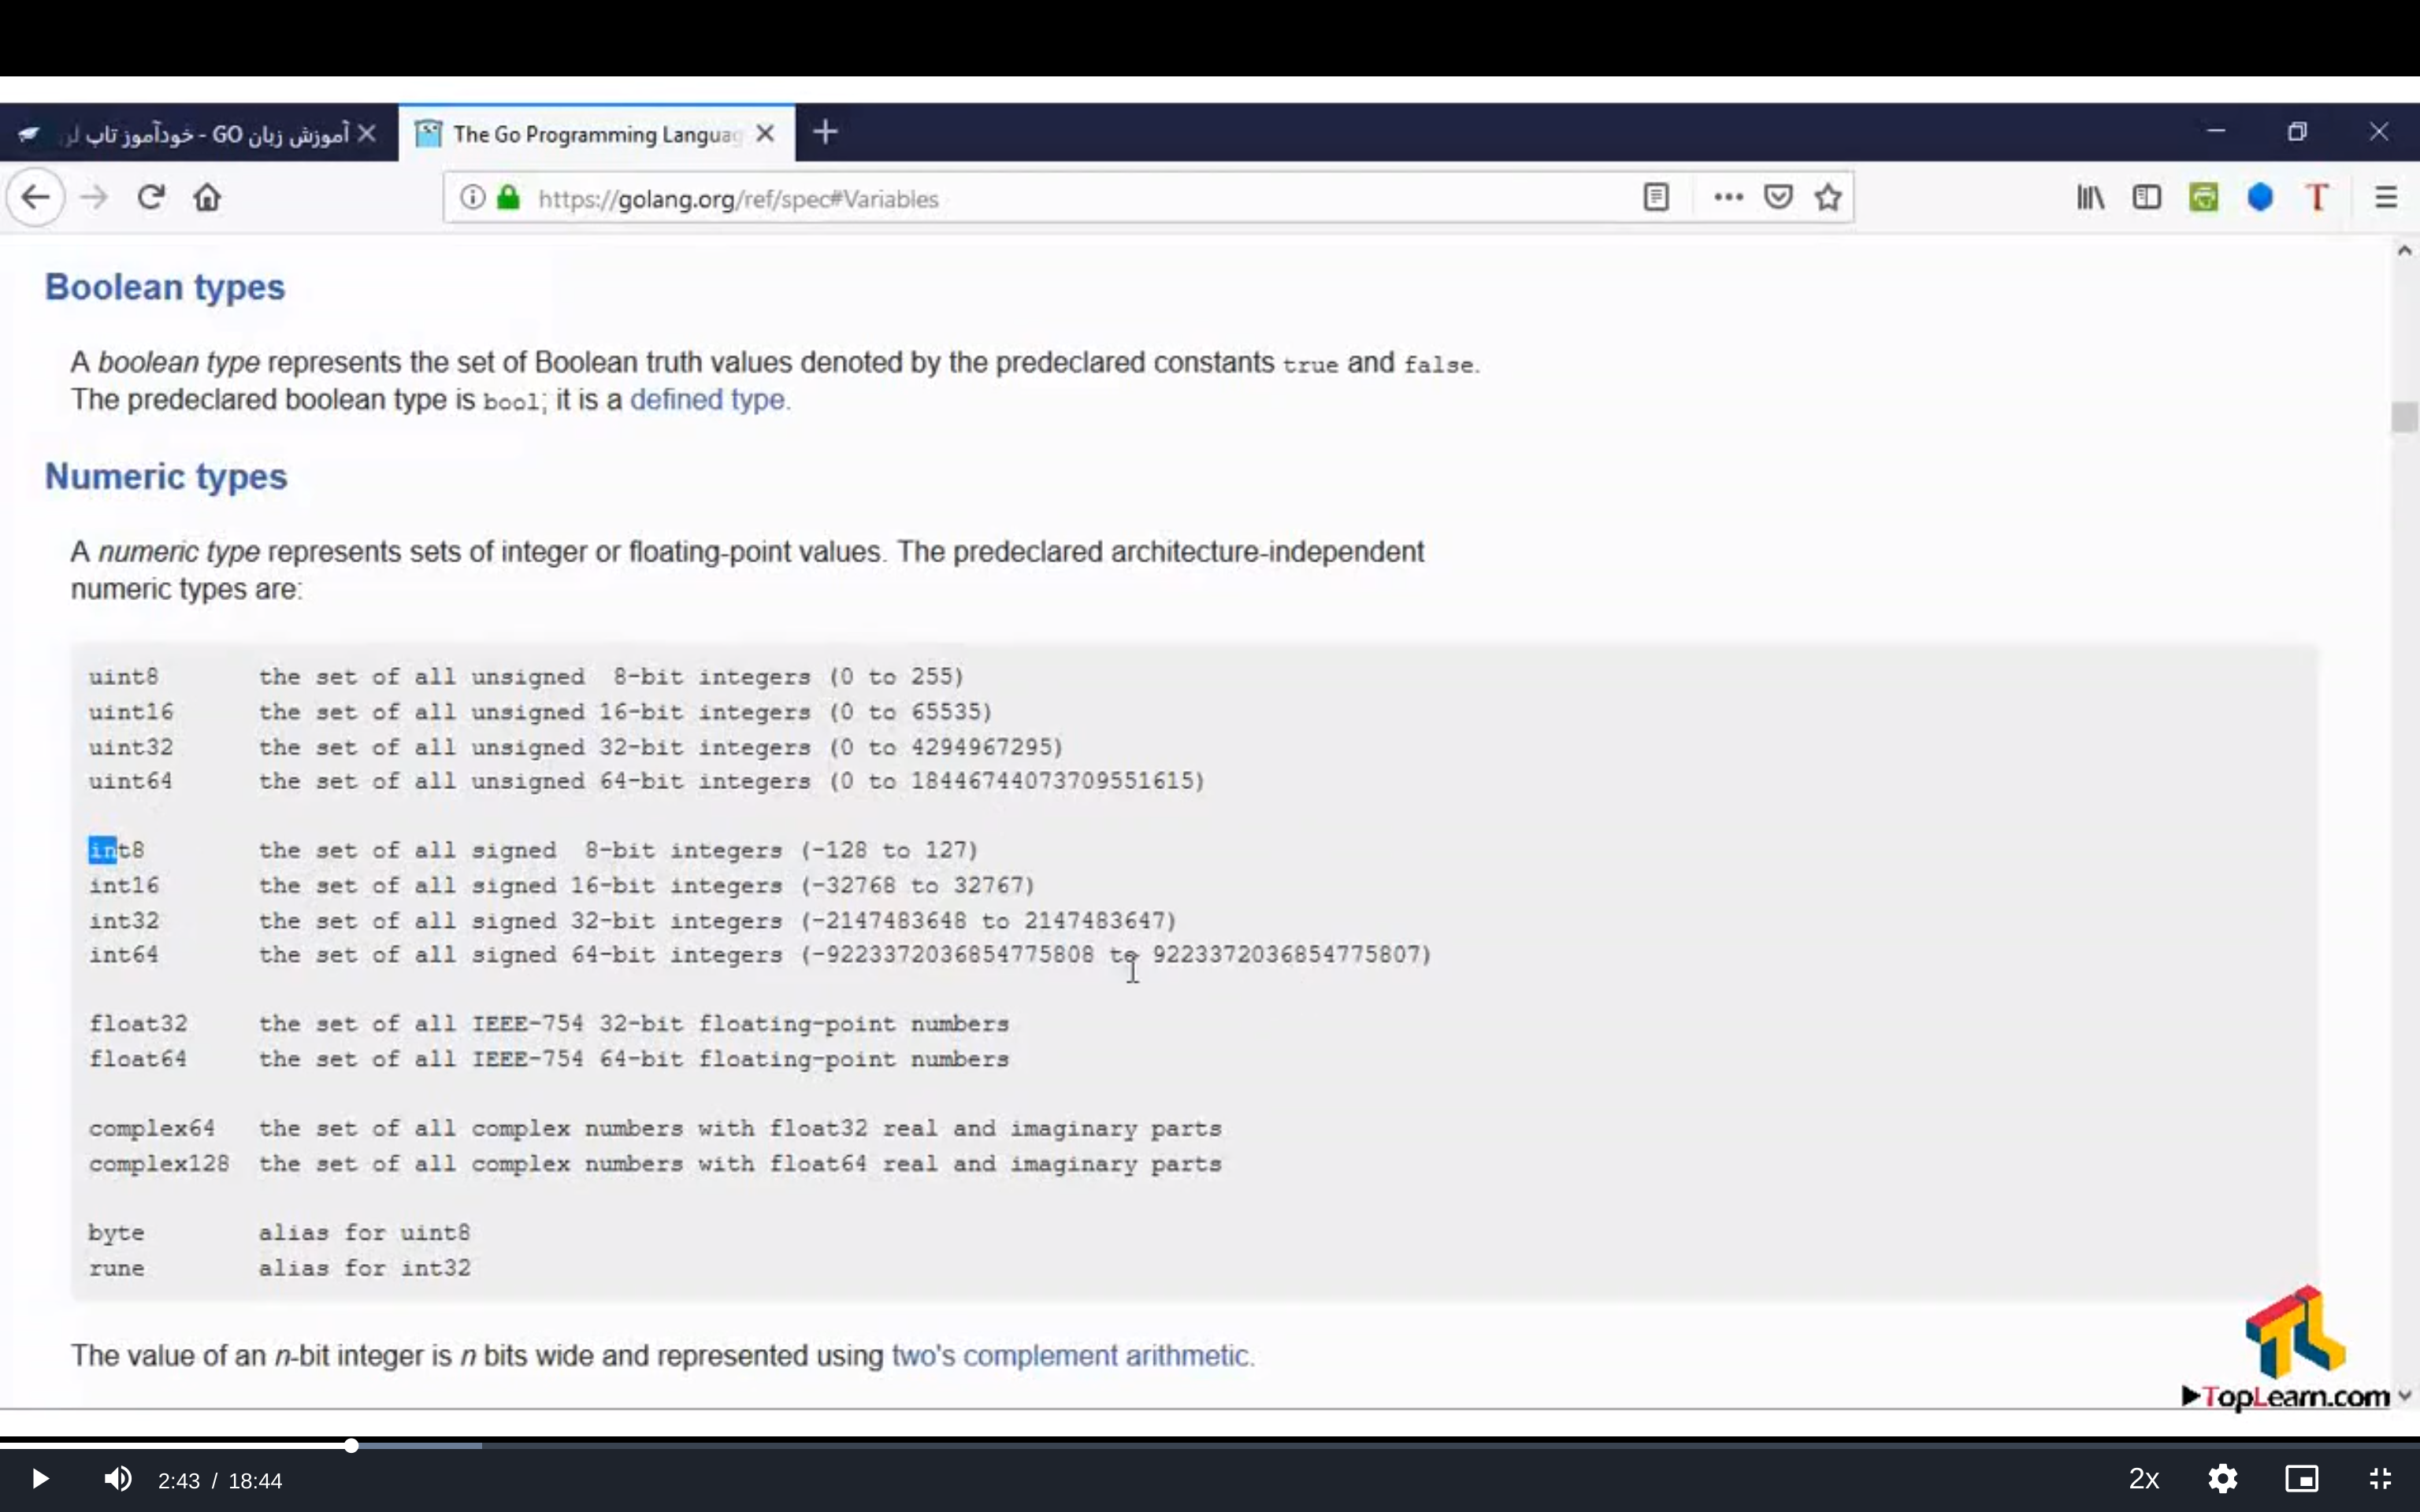 آموزش زبان GO - خودآموز تاپ لر
The Go Programming Languag
https://golang.org/ref/spec#Variables
Boolean types
A boolean type represents the set of Boolean truth values denoted by the predeclared constants true and false.
The predeclared boolean type is bool; it is a defined type.
Numeric types
A numeric type represents sets of integer or floating-point values. The predeclared architecture-independent
numeric types are:
uint8 the set of all unsigned 8-bit integers (0 to 255)
uint16 the set of all unsigned 16-bit integers (0 to 65535)
uint32 the set of all unsigned 32-bit integers (0 to 4294967295)
uint64 the set of all unsigned 64-bit integers (0 to 18446744073709551615)
int8 the set of all signed 8-bit integers (-128 to 127)
int16 the set of all signed 16-bit integers (-32768 to 32767)
int32 the set of all signed 32-bit integers (-2147483648 to 2147483647)
int64 the set of all signed 64-bit integers (-9223372036854775808 to 9223372036854775807)
float32 the set of all IEEE-754 32-bit floating-point numbers
float64 the set of all IEEE-754 64-bit floating-point numbers
complex64 the set of all complex numbers with float32 real and imaginary parts
complex128 the set of all complex numbers with float64 real and imaginary parts
byte alias for uint8
rune alias for int32
The value of an n-bit integer is n bits wide and represented using two's complement arithmetic.
TopLearn.com
2:43 / 18:44
2x